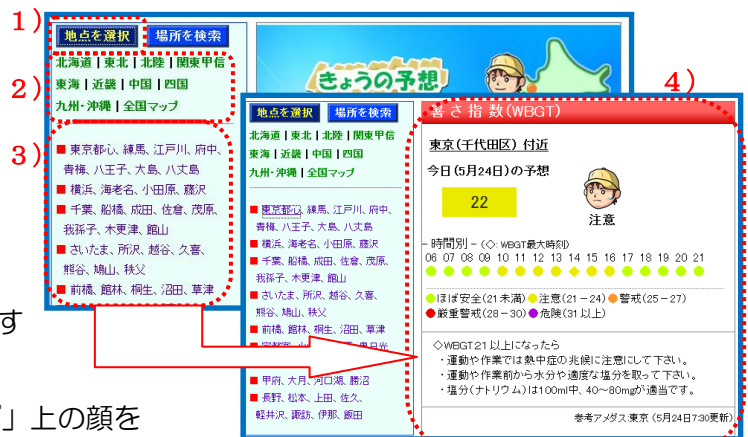 1)
地点を選択 場所を検索
2)
北海道 | 東北 | 北陸 | 関東甲信
東海 | 近畿 | 中国 | 四国
九州・沖縄 | 全国マップ
3)
■ 東京都心、練馬、江戸川、府中、
青梅、八王子、大島、八丈島
■ 横浜、海老名、小田原、藤沢
■ 千葉、船橋、成田、佐倉、茂原、
我孫子、木更津、館山
■ さいたま、所沢、越谷、久喜、
熊谷、鳩山、秩父
■ 前橋、館林、桐生、沼田、草津
きょうの予想
地点を選択 場所を検索
北海道 | 東北 | 北陸 | 関東甲信
東海 | 近畿 | 中国 | 四国
九州・沖縄 | 全国マップ
■ 東京都心、練馬、江戸川、府中、
青梅、八王子、大島、八丈島
■ 横浜、海老名、小田原、藤沢
■ 千葉、船橋、成田、佐倉、茂原、
我孫子、木更津、館山
■ さいたま、所沢、越谷、久喜、
熊谷、鳩山、秩父
■ 前橋、館林、桐生、沼田、草津
■ 甲府、大月、河口湖、勝沼
■ 長野、松本、上田、佐久、
軽井沢、諏訪、伊那、飯田
4)
暑さ指数(WBGT)
東京(千代田区) 付近
今日(5月24日)の予想
22
注意
- 時間別 - (◇: WBGT最大時刻)
06 07 08 09 10 11 12 13 14 15 16 17 18 19 20 21
●ほぼ安全(21未満) ●注意(21-24) ●警戒(25-27)
●厳重警戒(28-30) ●危険(31以上)
◇WBGT21以上になったら
・運動や作業では熱中症の兆候に注意にして下さい。
・運動や作業前から水分や適度な塩分を取って下さい。
・塩分(ナトリウム)は100ml中、40~80mgが適当です。
参考アメダス:東京 (5月24日7:30更新)
す
」上の顔を